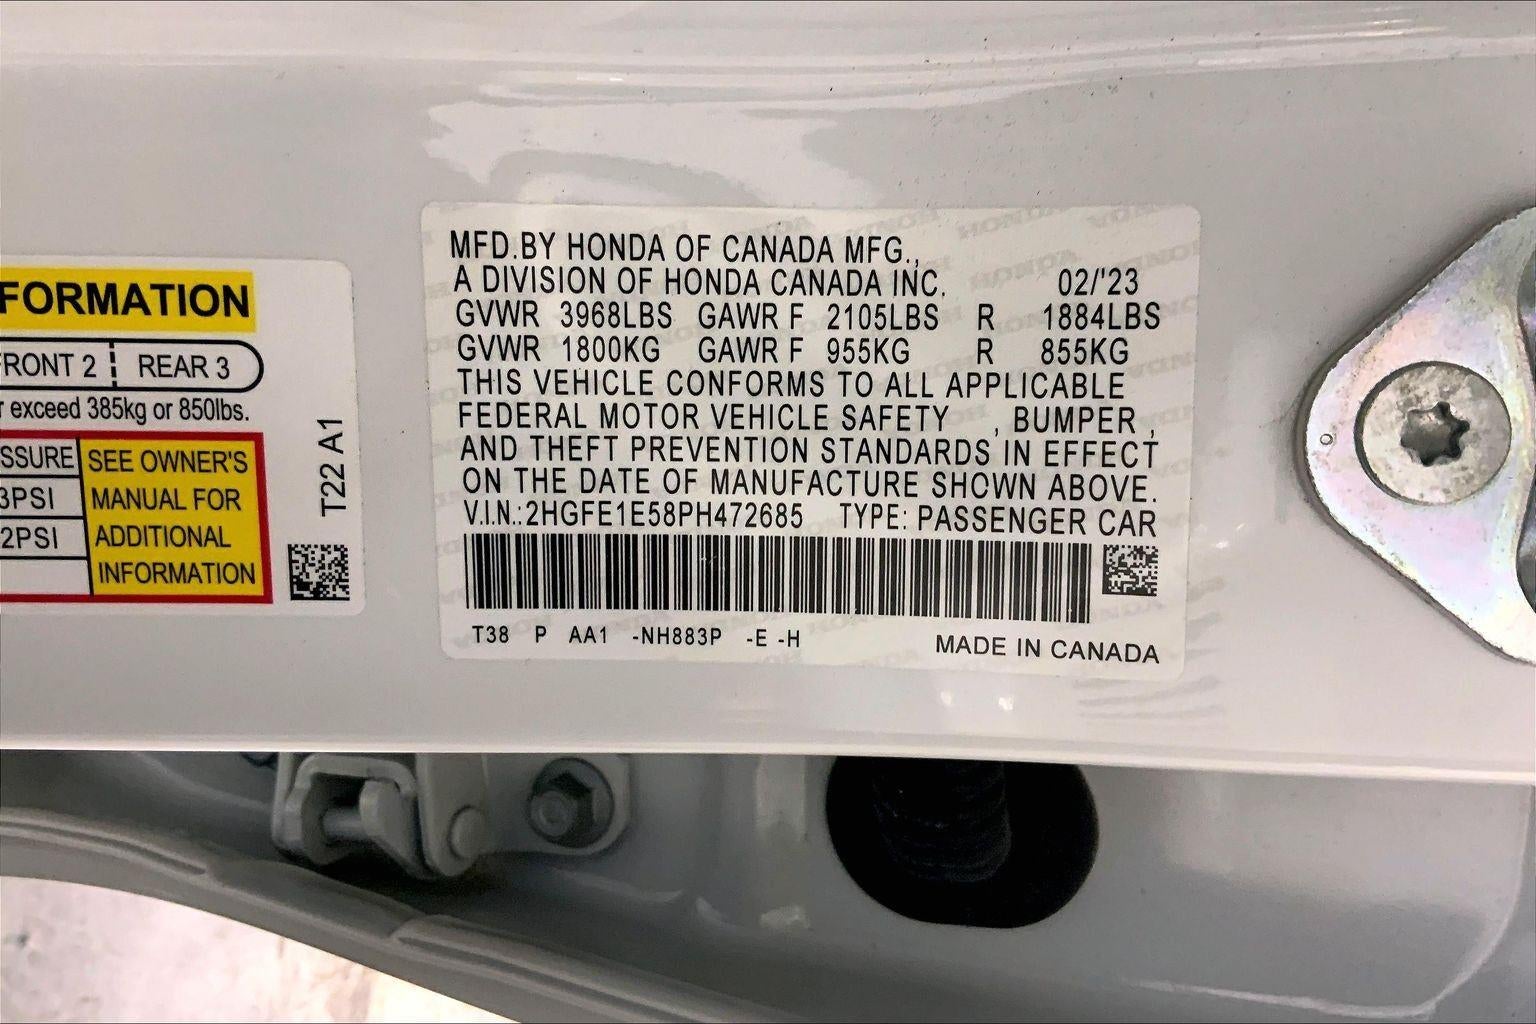 FORMATION
FRONT 2 REAR 3
r exceed 385kg or 850lbs.
SSURE
3PSI
2PSI
SEE OWNER'S
MANUAL FOR
ADDITIONAL
INFORMATION
T22 A1
MFD.BY HONDA OF CANADA MFG.,
A DIVISION OF HONDA CANADA INC. 02/'23
GVWR 3968LBS GAWR F 2105LBS R 1884LBS
GVWR 1800KG GAWR F 955KG R 855KG
THIS VEHICLE CONFORMS TO ALL APPLICABLE
FEDERAL MOTOR VEHICLE SAFETY , BUMPER ,
AND THEFT PREVENTION STANDARDS IN EFFECT
ON THE DATE OF MANUFACTURE SHOWN ABOVE.
V.I.N.:2HGFE1E58PH472685 TYPE: PASSENGER CAR
T38 P AA1 -NH883P -E -H MADE IN CANADA